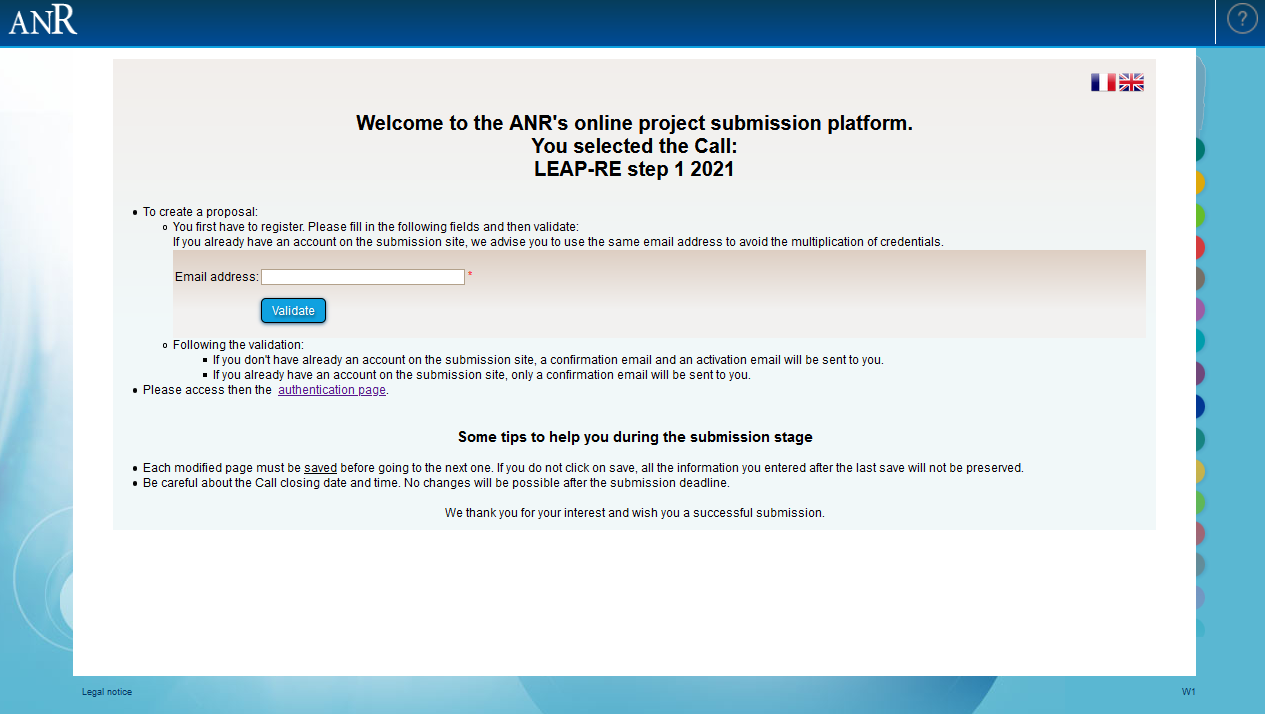 ANR
?
Welcome to the ANR's online project submission platform.
You selected the Call:
LEAP-RE step 1 2021
To create a proposal:
You first have to register. Please fill in the following fields and then validate:
If you already have an account on the submission site, we advise you to use the same email address to avoid the multiplication of credentials.
Email address: *
Validate
Following the validation:
If you don't have already an account on the submission site, a confirmation email and an activation email will be sent to you.
If you already have an account on the submission site, only a confirmation email will be sent to you.
Please access then the authentication page.
Some tips to help you during the submission stage
Each modified page must be saved before going to the next one. If you do not click on save, all the information you entered after the last save will not be preserved.
Be careful about the Call closing date and time. No changes will be possible after the submission deadline.
We thank you for your interest and wish you a successful submission.
Legal notice
W1